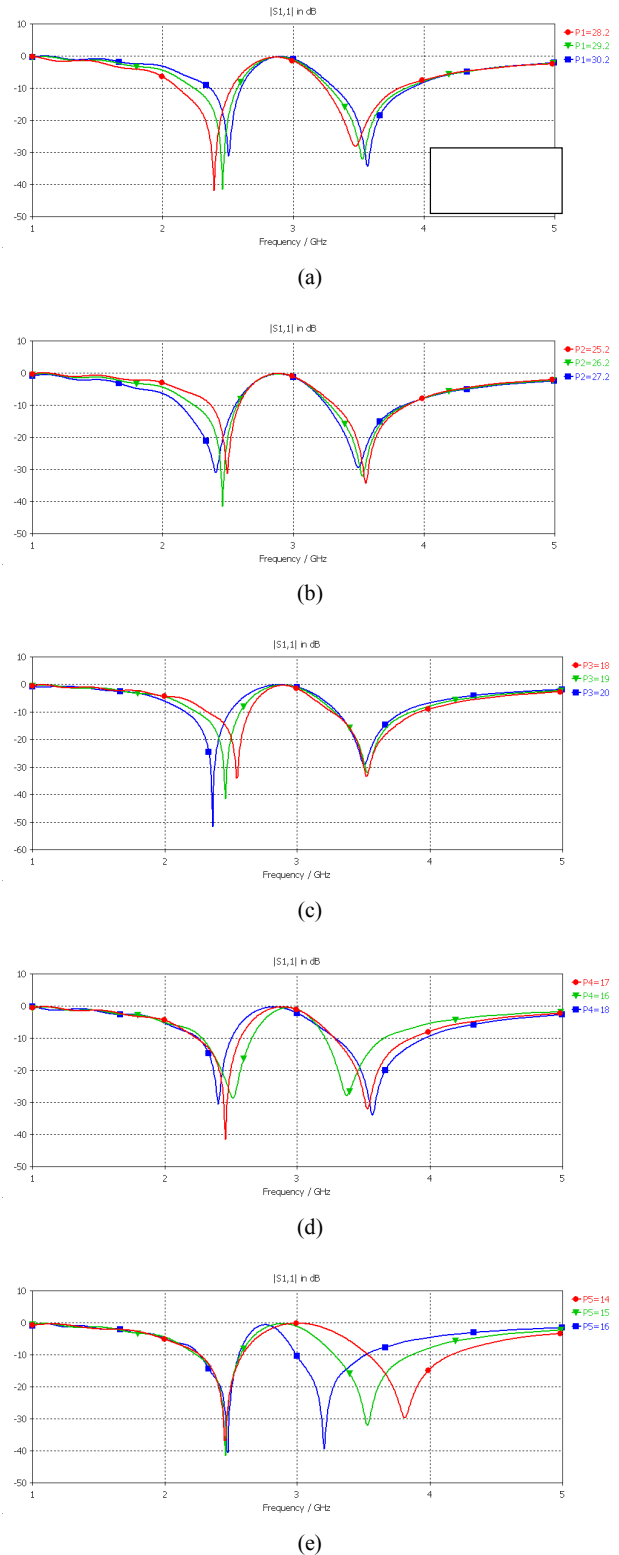 |S1,1| in dB
10
0
-10
-20
-30
-40
-50
1
2
3
4
5
Frequency / GHz
P1=28.2
P1=29.2
P1=30.2
(a)
|S1,1| in dB
10
0
-10
-20
-30
-40
-50
1
2
3
4
5
Frequency / GHz
P2=25.2
P2=26.2
P2=27.2
(b)
|S1,1| in dB
10
0
-10
-20
-30
-40
-50
-60
1
2
3
4
5
Frequency / GHz
P3=18
P3=19
P3=20
(c)
|S1,1| in dB
10
0
-10
-20
-30
-40
-50
1
2
3
4
5
Frequency / GHz
P4=17
P4=16
P4=18
(d)
|S1,1| in dB
10
0
-10
-20
-30
-40
-50
1
2
3
4
5
Frequency / GHz
P5=14
P5=15
P5=16
(e)